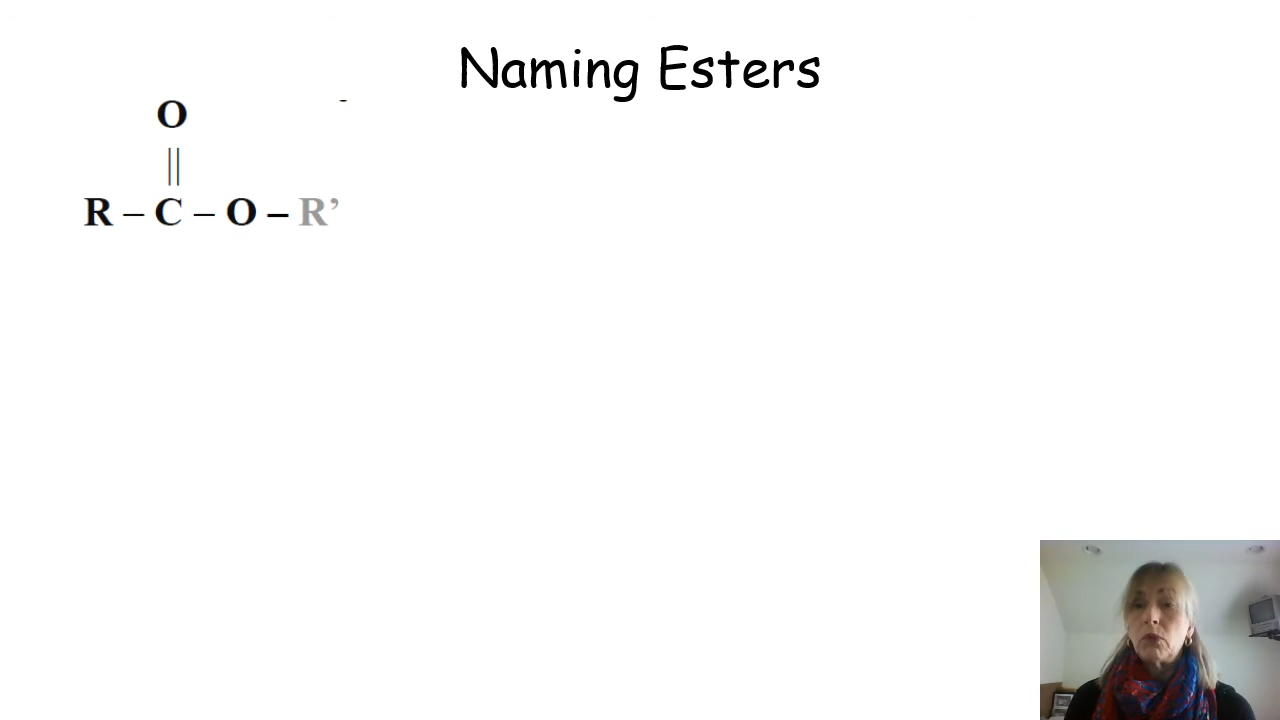 Naming Esters
O
||
R – C – O – R’